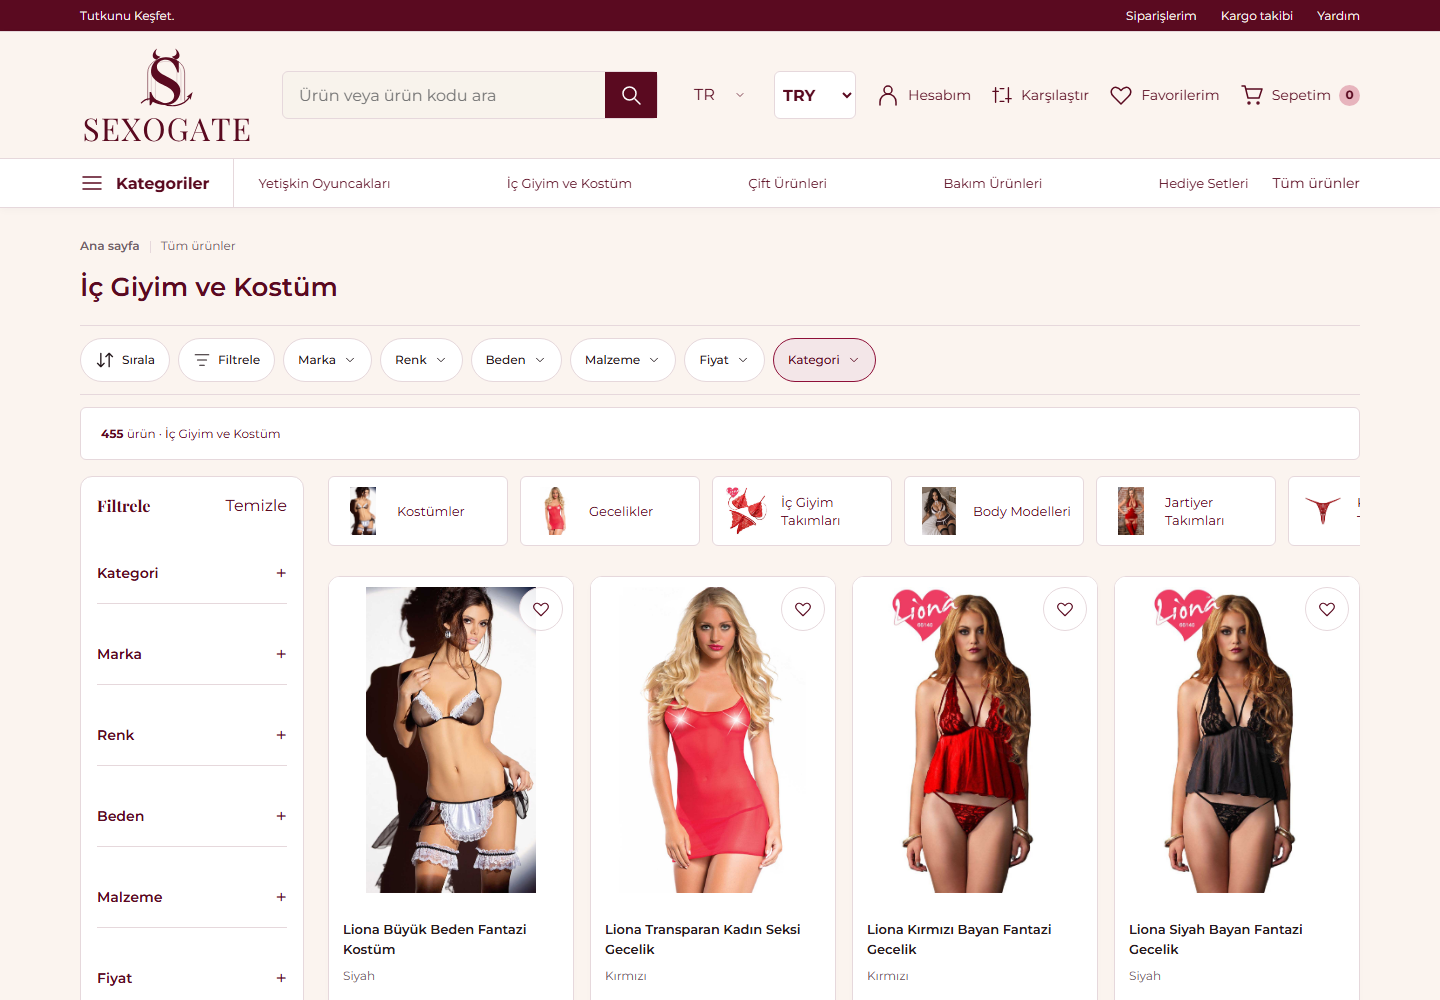 Tutkunu Keşfet.
Siparişlerim Kargo takibi Yardım
S
SEXOGATE
Ürün veya ürün kodu ara
TR
TRY
Hesabım
Karşılaştır
Favorilerim
Sepetim 0
Kategoriler
Yetişkin Oyuncakları
İç Giyim ve Kostüm
Çift Ürünleri
Bakım Ürünleri
Hediye Setleri
Tüm ürünler
Ana sayfa Tüm ürünler
İç Giyim ve Kostüm
Sırala
Filtrele
Marka
Renk
Beden
Malzeme
Fiyat
Kategori
455 ürün · İç Giyim ve Kostüm
Filtrele Temizle
Kategori +
Marka +
Renk +
Beden +
Malzeme +
Fiyat +
Kostümler
Gecelikler
İç Giyim
Takımları
Body Modelleri
Jartiyer
Takımları
Liona
Liona
Liona Büyük Beden Fantazi
Kostüm
Siyah
Liona Transparan Kadın Seksi
Gecelik
Kırmızı
Liona Kırmızı Bayan Fantazi
Gecelik
Kırmızı
Liona Siyah Bayan Fantazi
Gecelik
Siyah